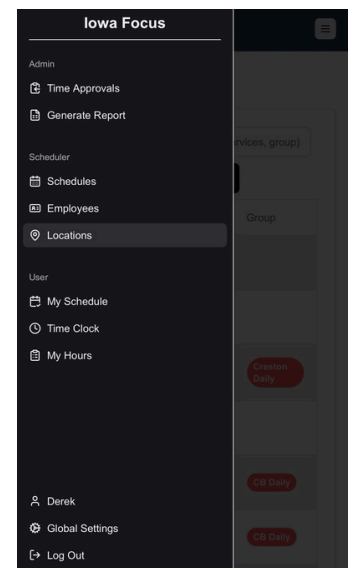 Iowa Focus
Admin
Time Approvals
Generate Report
Scheduler
Schedules
Employees
Locations
User
My Schedule
Time Clock
My Hours
Derek
Global Settings
Log Out
services, group)
Group
Creston
Daily
CB Daily
CB Daily